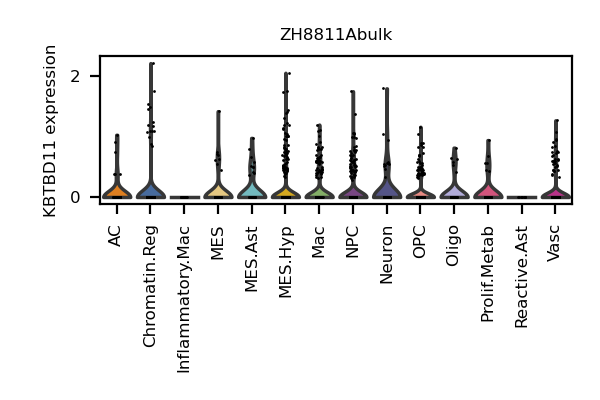 ZH8811Abulk
KBTBD11 expression
2
0
AC
Chromatin.Reg
Inflammatory.Mac
MES
MES.Ast
MES.Hyp
Mac
NPC
Neuron
OPC
Oligo
Prolif.Metab
Reactive.Ast
Vasc